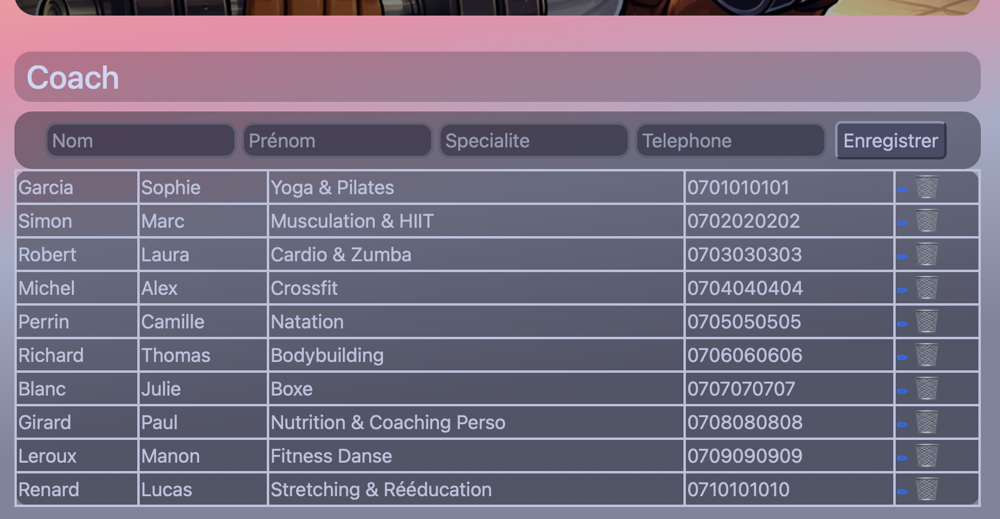 Coach
Nom Prénom Specialite Telephone Enregistrer
Garcia Sophie Yoga & Pilates 0701010101
Simon Marc Musculation & HIIT 0702020202
Robert Laura Cardio & Zumba 0703030303
Michel Alex Crossfit 0704040404
Perrin Camille Natation 0705050505
Richard Thomas Bodybuilding 0706060606
Blanc Julie Boxe 0707070707
Girard Paul Nutrition & Coaching Perso 0708080808
Leroux Manon Fitness Danse 0709090909
Renard Lucas Stretching & Rééducation 0710101010